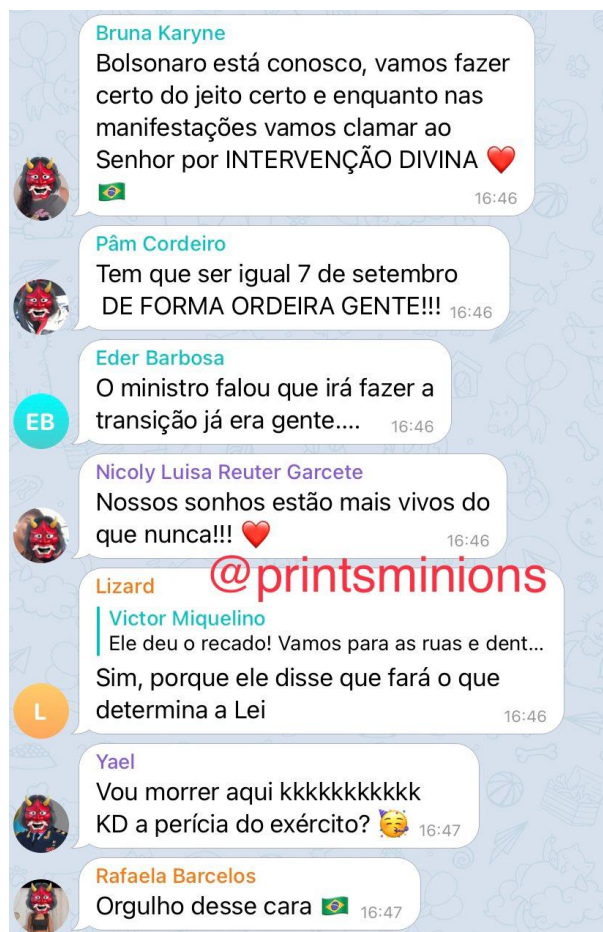 Bruna Karyne
Bolsonaro está conosco, vamos fazer
certo do jeito certo e enquanto nas
manifestações vamos clamar ao
Senhor por INTERVENÇÃO DIVINA ❤️
🇧🇷 16:46
Pâm Cordeiro
Tem que ser igual 7 de setembro
DE FORMA ORDEIRA GENTE!!! 16:46
Eder Barbosa
O ministro falou que irá fazer a
EB
transição já era gente.... 16:46
Nicoly Luisa Reuter Garcete
Nossos sonhos estão mais vivos do
que nunca!!! ❤️ 16:46
@printsminions
Lizard
Victor Miquelino
Ele deu o recado! Vamos para as ruas e dent...
Sim, porque ele disse que fará o que
L
determina a Lei 16:46
Yael
Vou morrer aqui kkkkkkkkkkk
KD a perícia do exército? 🥳 16:47
Rafaela Barcelos
Orgulho desse cara 🇧🇷 16:47